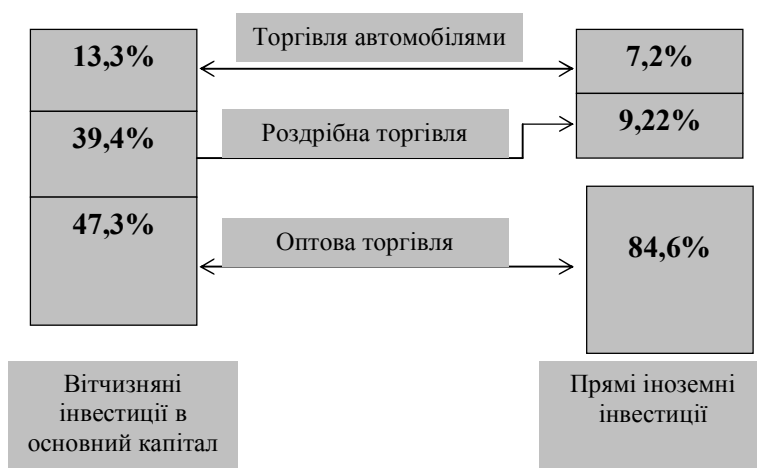 Торгівля автомобілями
13,3%
7,2%
9,22%
39,4%
Роздрібна торгівля
47,3%
Оптова торгівля
84,6%
Вітчизняні
інвестиції в
основний капітал
Прямі іноземні
інвестиції